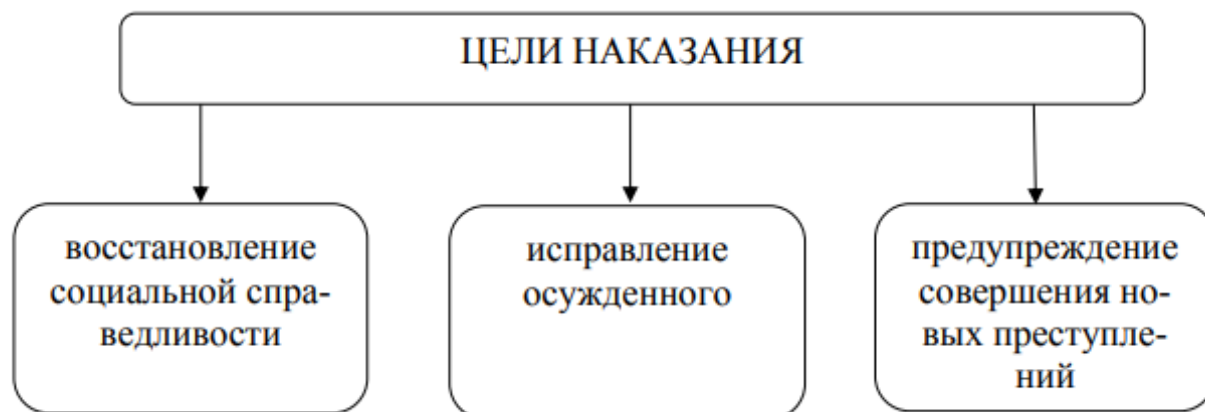 ЦЕЛИ НАКАЗАНИЯ
восстановление
социальной спра-
ведливости
исправление
осужденного
предупреждение
совершения но-
вых преступле-
ний